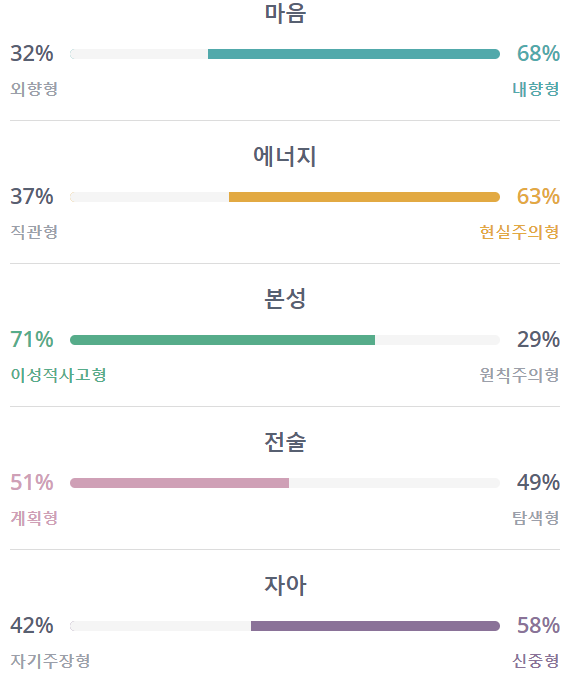 마음
32% 68%
외향형 내향형
에너지
37% 63%
직관형 현실주의형
본성
71% 29%
이성적사고형 원칙주의형
전술
51% 49%
계획형 탐색형
자아
42% 58%
자기주장형 신중형